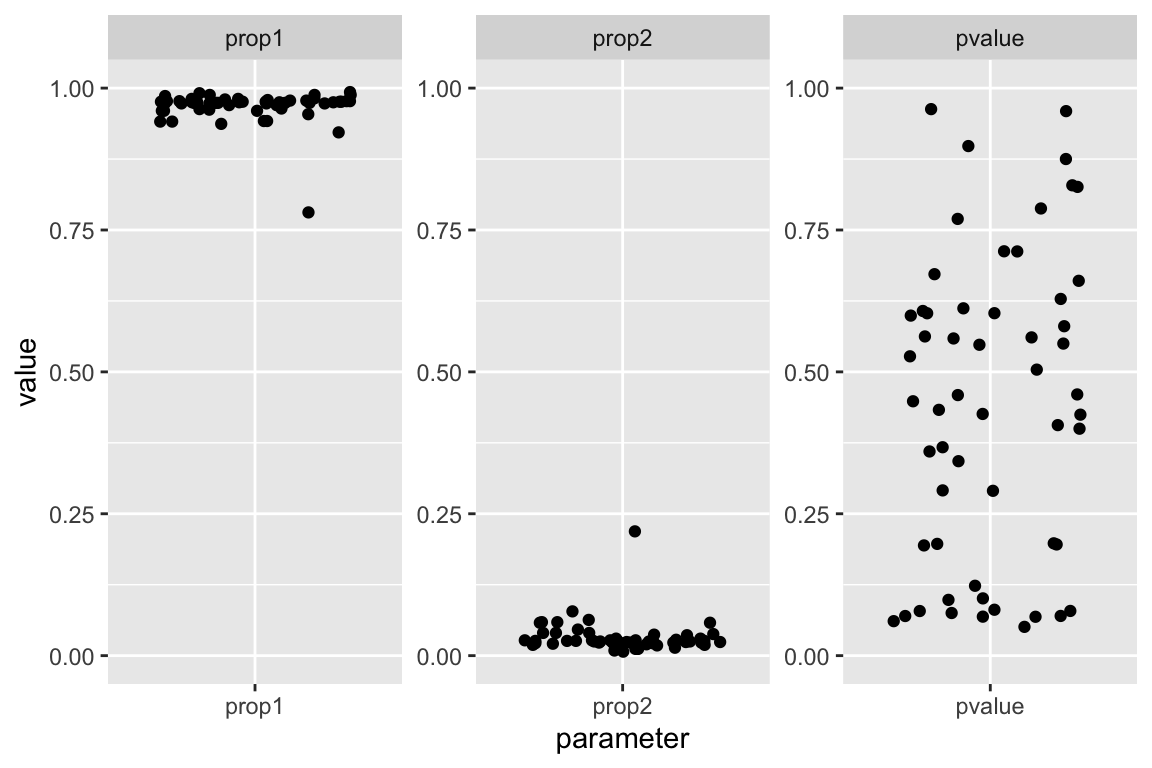 prop1 prop2 pvalue
1.00 1.00 1.00
0.75 0.75 0.75
value
0.50 0.50 0.50
0.25 0.25 0.25
0.00 0.00 0.00
prop1 prop2 pvalue
parameter